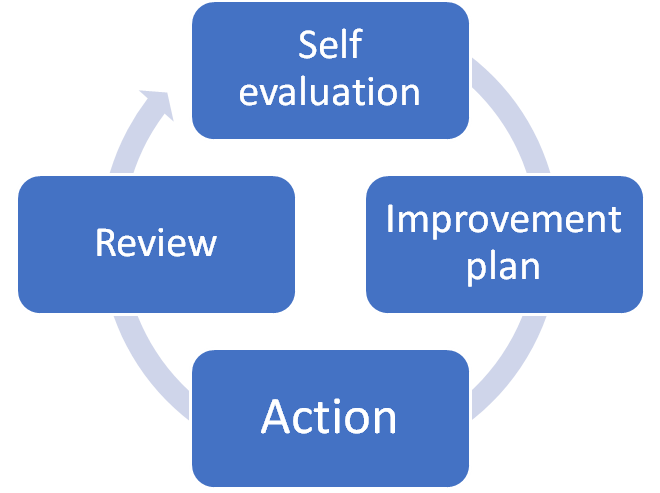 Self
evaluation
Improvement
plan
Action
Review